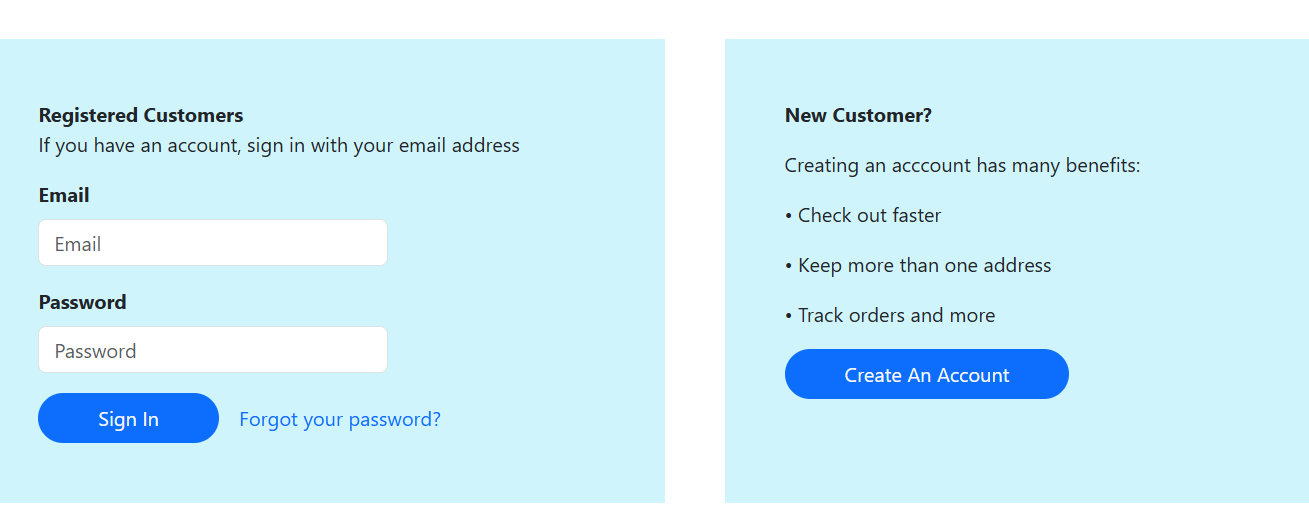 Registered Customers
If you have an account, sign in with your email address
Email
Email
Password
Password
Sign In
Forgot your password?
New Customer?
Creating an acccount has many benefits:
• Check out faster
• Keep more than one address
• Track orders and more
Create An Account